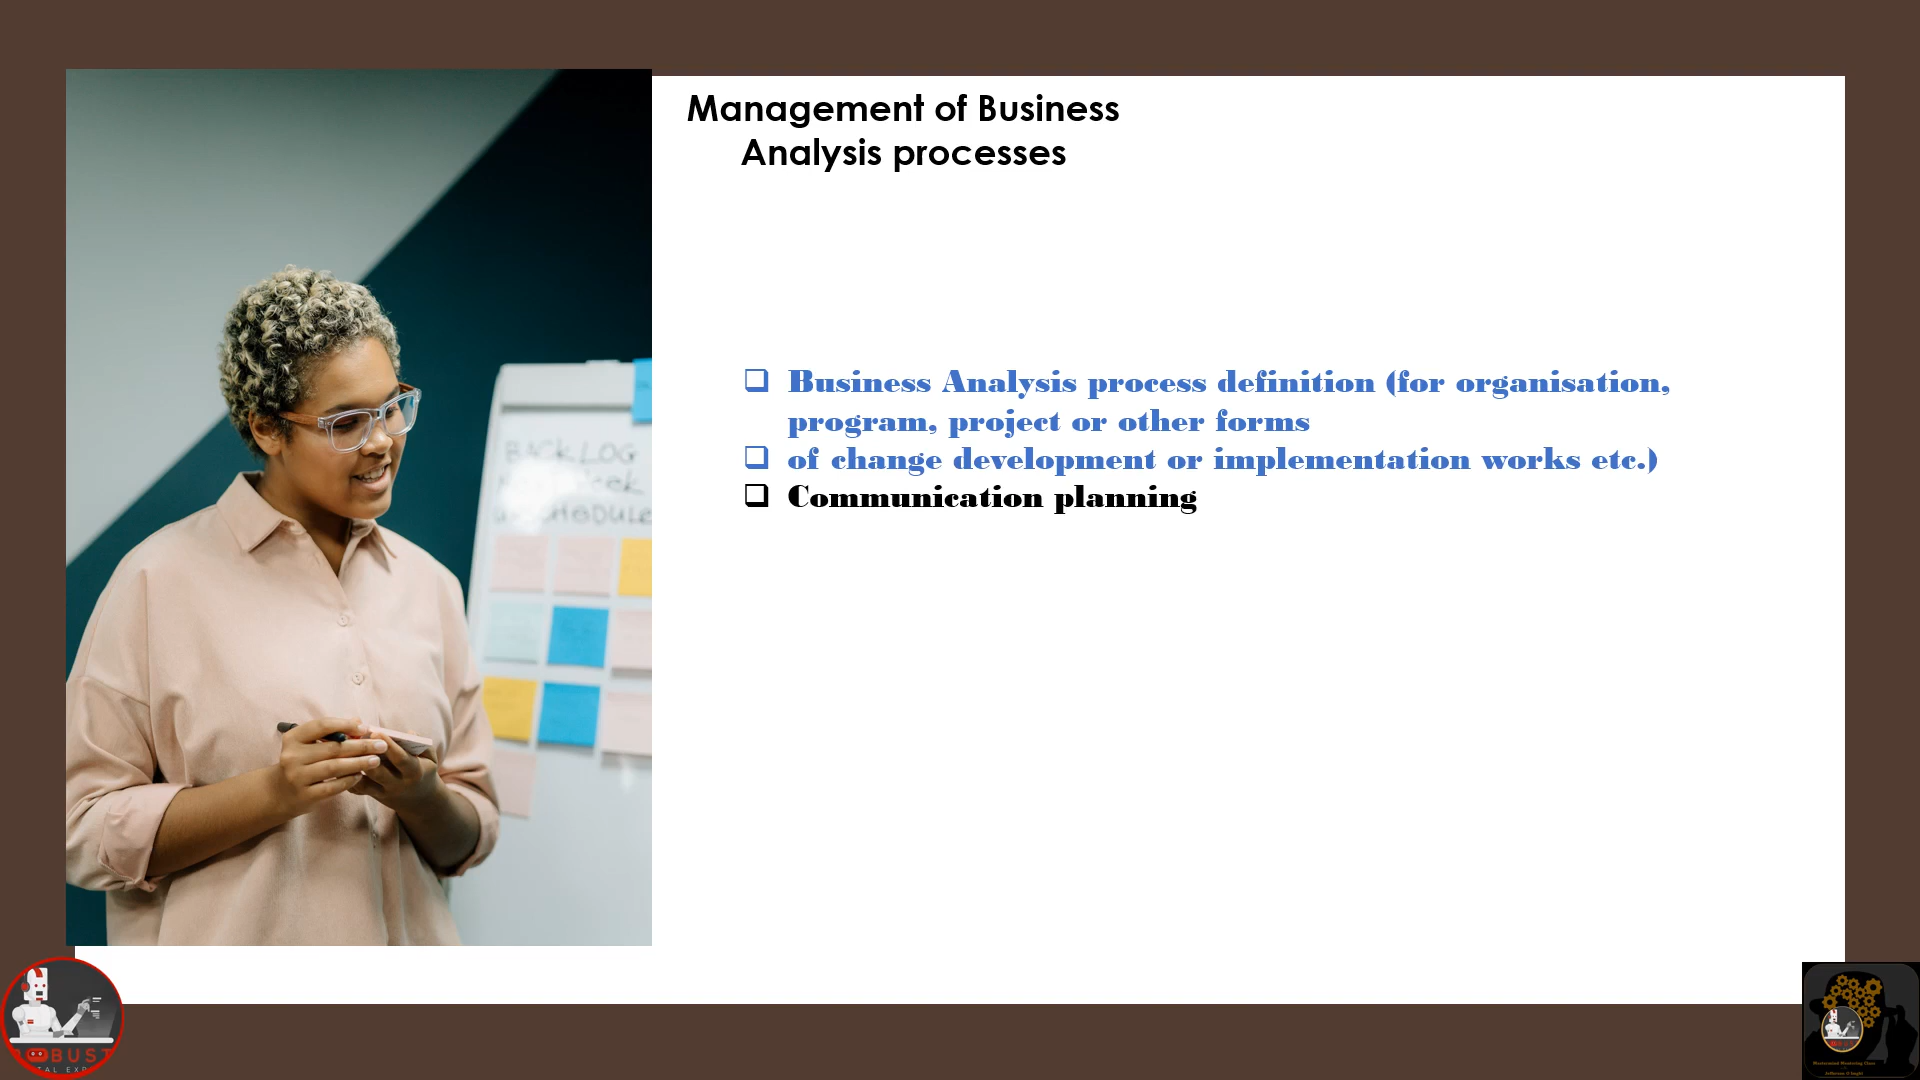 Management of Business
Analysis processes
❑ Business Analysis process definition (for organisation,
program, project or other forms
❑ of change development or implementation works etc.)
❑ Communication planning
BACKLOG